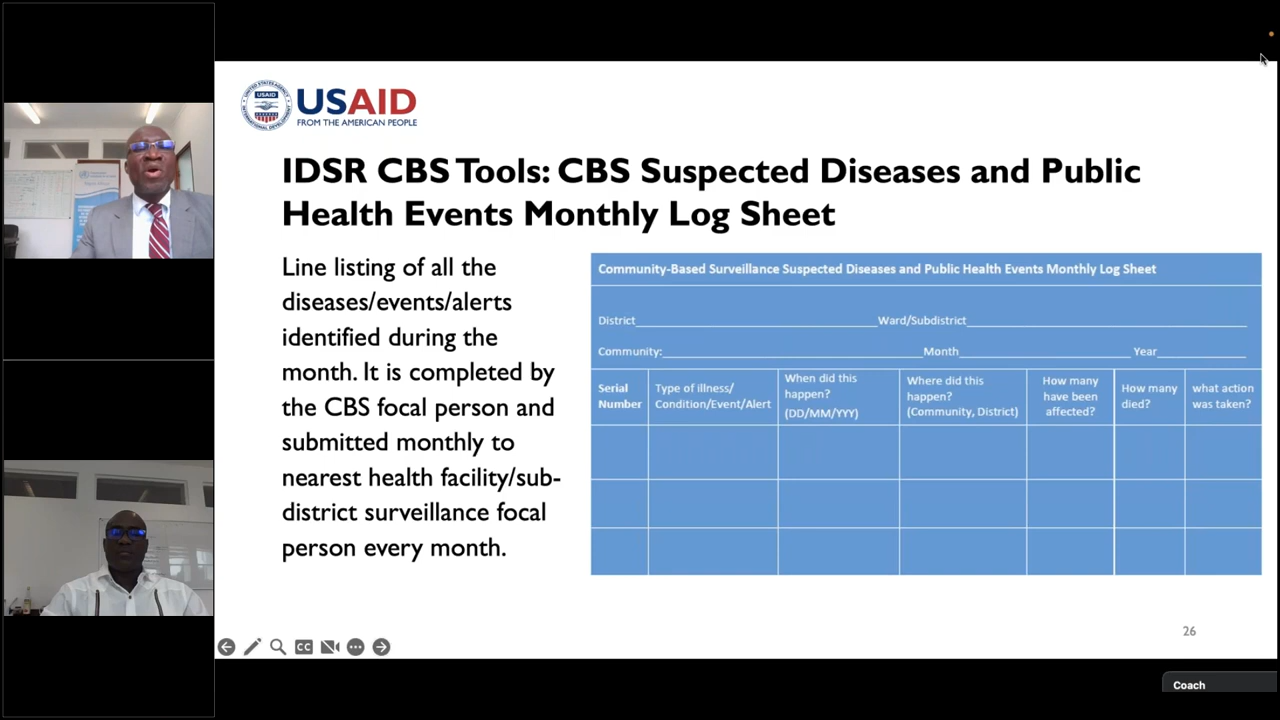 USAID
FROM THE AMERICAN PEOPLE
IDSR CBS Tools: CBS Suspected Diseases and Public
Health Events Monthly Log Sheet
Line listing of all the
diseases/events/alerts
identified during the
month. It is completed by
the CBS focal person and
submitted monthly to
nearest health facility/sub-
district surveillance focal
person every month.
Community-Based Surveillance Suspected Diseases and Public Health Events Monthly Log Sheet
District Ward/Subdistrict
Community: Month Year
Serial
Number
Type of illness/
Condition/Event/Alert
When did this
happen?
(DD/MM/YYY)
Where did this
happen?
(Community, District)
How many
have been
affected?
How many
died?
what action
was taken?
26
CC
Coach